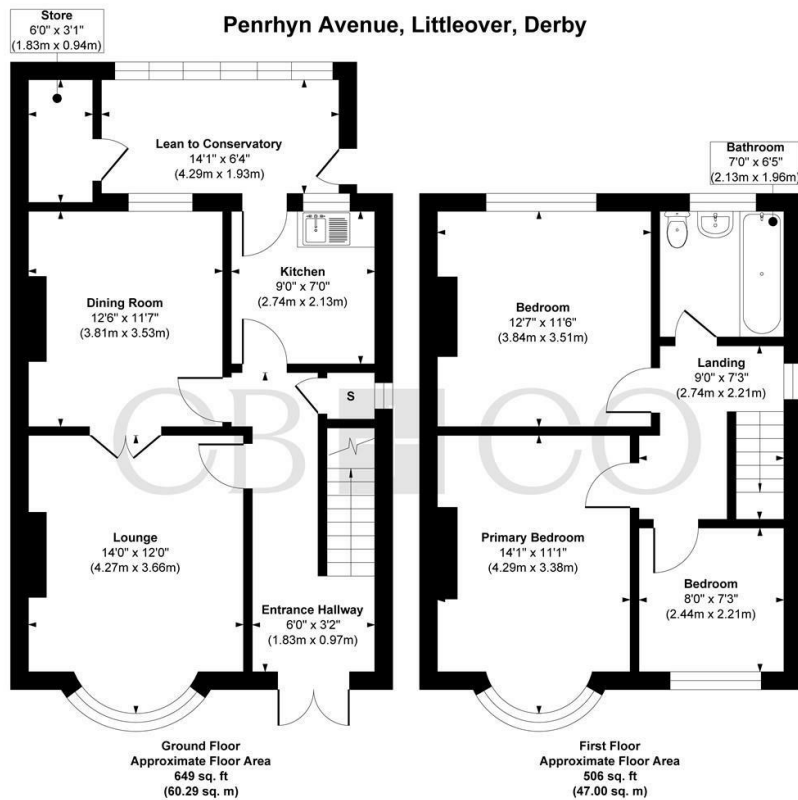 Penrhyn Avenue, Littleover, Derby
Store
6'0" x 3'1"
(1.83m x 0.94m)
Lean to Conservatory
14'1" x 6'4"
(4.29m x 1.93m)
Kitchen
9'0" x 7'0"
(2.74m x 2.13m)
Dining Room
12'6" x 11'7"
(3.81m x 3.53m)
S
Lounge
14'0" x 12'0"
(4.27m x 3.66m)
Entrance Hallway
6'0" x 3'2"
(1.83m x 0.97m)
Ground Floor
Approximate Floor Area
649 sq. ft
(60.29 sq. m)
Bathroom
7'0" x 6'5"
(2.13m x 1.96m)
Bedroom
12'7" x 11'6"
(3.84m x 3.51m)
Landing
9'0" x 7'3"
(2.74m x 2.21m)
Primary Bedroom
14'1" x 11'1"
(4.29m x 3.38m)
Bedroom
8'0" x 7'3"
(2.44m x 2.21m)
First Floor
Approximate Floor Area
506 sq. ft
(47.00 sq. m)
CBHCO